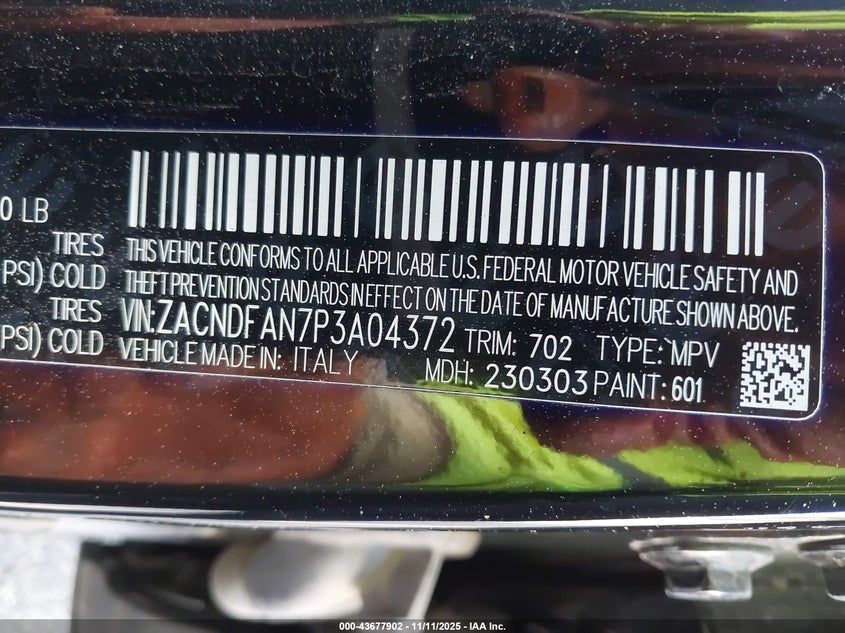 0 LB
TIRES
PSI) COLD
TIRES
PSI) COLD
THIS VEHICLE CONFORMS TO ALL APPLICABLE U.S. FEDERAL MOTOR VEHICLE SAFETY AND
THEFT PREVENTION STANDARDS IN EFFECT ON THE DATE OF MANUFACTURE SHOWN ABOVE.
VIN:ZACNDFAN7P3A04372 TRIM: 702 TYPE: MPV
VEHICLE MADE IN: ITALY MDH: 230303 PAINT: 601
000-43677902 - 11/11/2025 - IAA Inc.